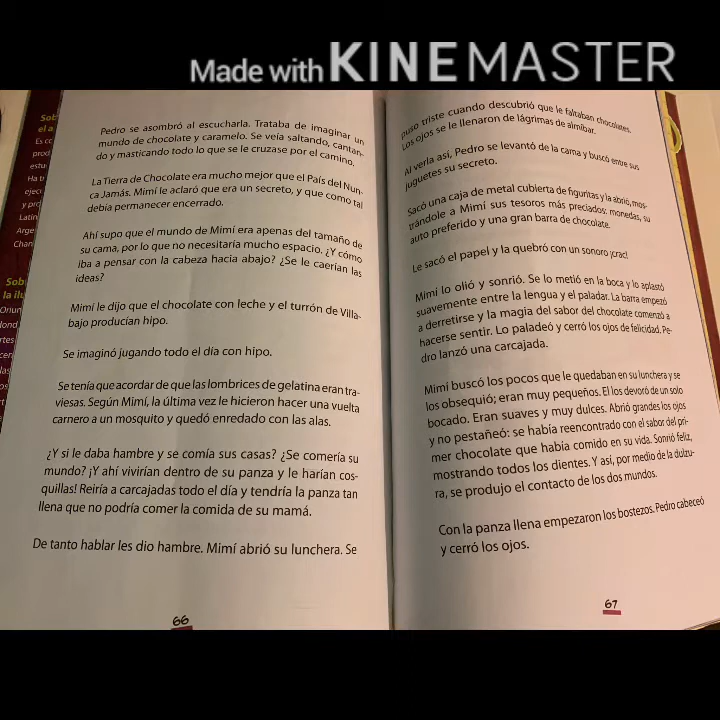 Made with KINEMASTER
Pedro se asombró al escucharla. Trataba de imaginar un
mundo de chocolate y caramelo. Se veía saltando, cantan-
do y masticando todo lo que se le cruzase por el camino.
La Tierra de Chocolate era mucho mejor que el País del Nun-
ca Jamás. Mimí le aclaró que era un secreto, y que como tal
debía permanecer encerrado.
Ahí supo que el mundo de Mimí era apenas del tamaño de
su cama, por lo que no necesitaría mucho espacio. ¿Y cómo
iba a pensar con la cabeza hacia abajo? ¿Se le caerían las
ideas?
Mimí le dijo que el chocolate con leche y el turrón de Villa-
bajo producían hipo.
Se imaginó jugando todo el día con hipo.
Se tenía que acordar de que las lombrices de gelatina eran tra-
viesas. Según Mimí, la última vez le hicieron hacer una vuelta
carnero a un mosquito y quedó enredado con las alas.
¿Y si le daba hambre y se comía sus casas? ¿Se comería su
mundo? ¡Y ahí vivirían dentro de su panza y le harían cos-
quillas! Reiría a carcajadas todo el día y tendría la panza tan
llena que no podría comer la comida de su mamá.
De tanto hablar les dio hambre. Mimí abrió su lunchera. Se
66
puso triste cuando descubrió que le faltaban chocolates.
Los ojos se le llenaron de lágrimas de almíbar.
Al verla así, Pedro se levantó de la cama y buscó entre sus
juguetes su secreto.
Sacó una caja de metal cubierta de figuritas y la abrió, mos-
trándole a Mimí sus tesoros más preciados: monedas, su
auto preferido y una gran barra de chocolate.
Le sacó el papel y la quebró con un sonoro ¡crac!
Mimí lo olió y sonrió. Se lo metió en la boca y lo aplastó
suavemente entre la lengua y el paladar. La barra empezó
a derretirse y la magia del sabor del chocolate comenzó a
hacerse sentir. Lo paladeó y cerró los ojos de felicidad. Pe-
dro lanzó una carcajada.
Mimí buscó los pocos que le quedaban en su lunchera y se
los obsequió; eran muy pequeños. El los devoró de un solo
bocado. Eran suaves y muy dulces. Abrió grandes los ojos
y no pestañeó: se había reencontrado con el sabor del pri-
mer chocolate que había comido en su vida. Sonrió feliz,
mostrando todos los dientes. Y así, por medio de la dulzu-
ra, se produjo el contacto de los dos mundos.
Con la panza llena empezaron los bostezos. Pedro cabeceó
y cerró los ojos.
67